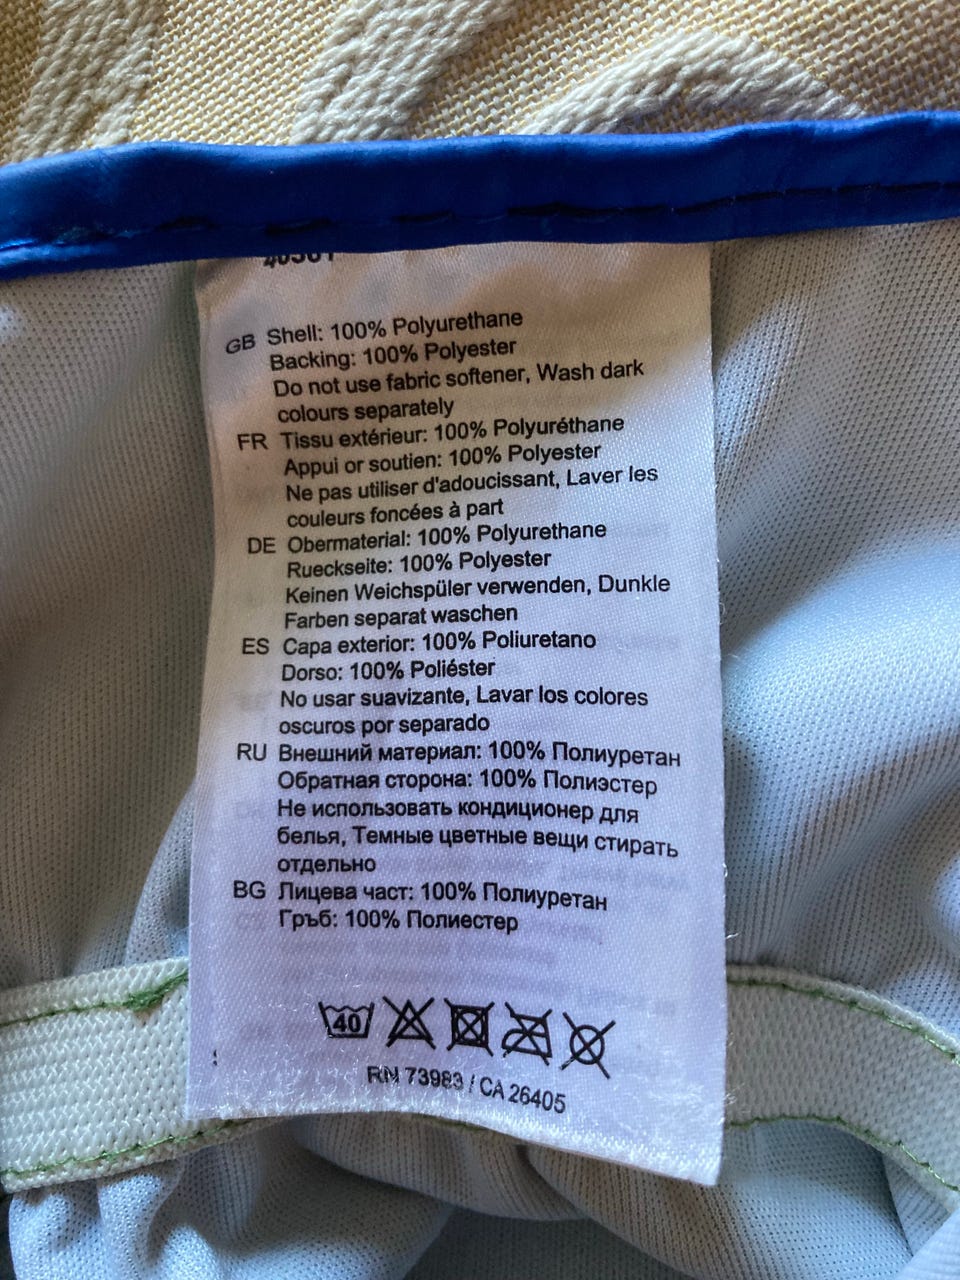 GB Shell: 100% Polyurethane
Backing: 100% Polyester
Do not use fabric softener, Wash dark
colours separately
FR Tissu extérieur: 100% Polyuréthane
Appui or soutien: 100% Polyester
Ne pas utiliser d'adoucissant, Laver les
couleurs foncées à part
DE Obermaterial: 100% Polyurethane
Rueckseite: 100% Polyester
Keinen Weichspüler verwenden, Dunkle
Farben separat waschen
ES Capa exterior: 100% Poliuretano
Dorso: 100% Poliéster
No usar suavizante, Lavar los colores
oscuros por separado
RU Внешний материал: 100% Полиуретан
Обратная сторона: 100% Полиэстер
Не использовать кондиционер для
белья, Темные цветные вещи стирать
отдельно
BG Лицева част: 100% Полиуретан
Гръб: 100% Полиестер
40
RN 73983 / CA 26405